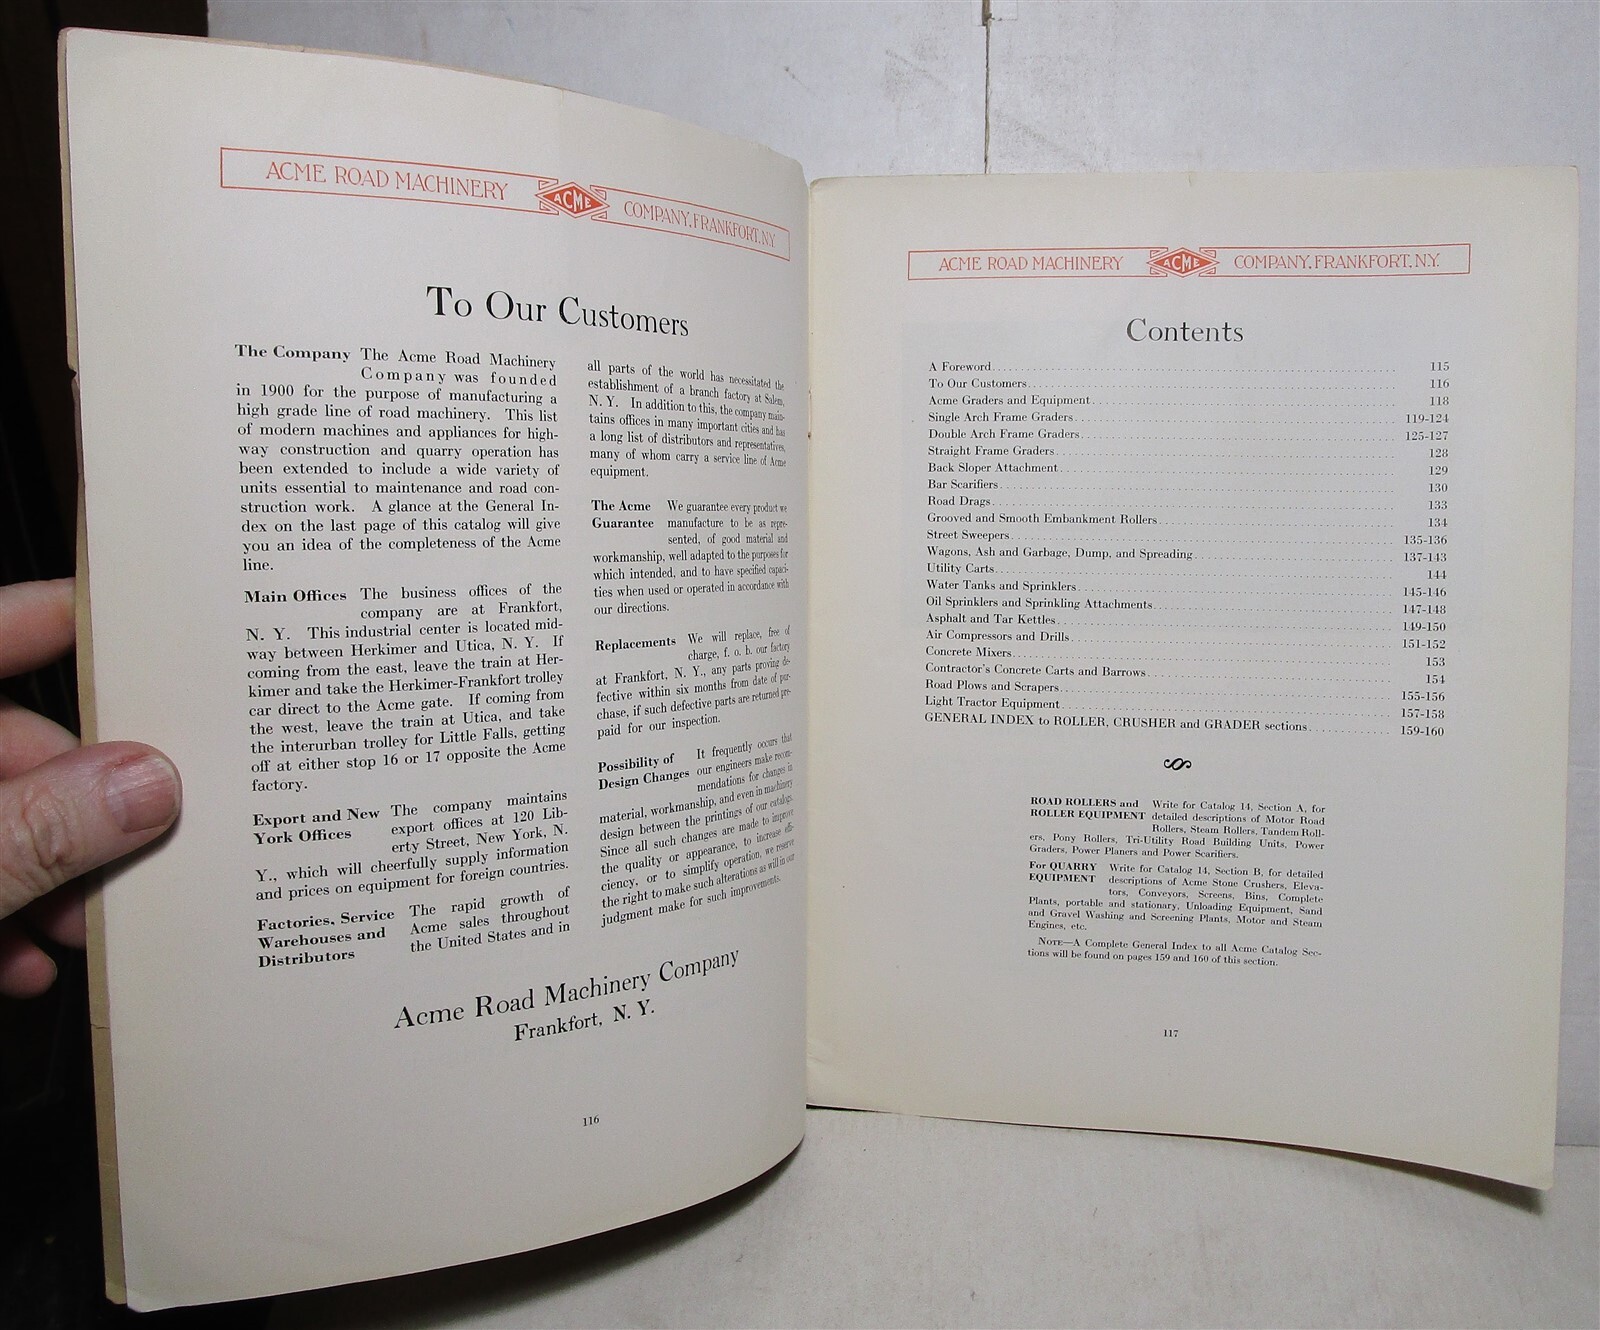 ACME ROAD MACHINERY ACME COMPANY, FRANKFORT, N.Y.
To Our Customers
The Company The Acme Road Machinery
Company was founded
in 1900 for the purpose of manufacturing a
high grade line of road machinery. This list
of modern machines and appliances for high-
way construction and quarry operation has
been extended to include a wide variety of
units essential to maintenance and road con-
struction work. A glance at the General In-
dex on the last page of this catalog will give
you an idea of the completeness of the Acme
line.
Main Offices The business offices of the
company are at Frankfort,
N. Y. This industrial center is located mid-
way between Herkimer and Utica, N. Y. If
coming from the east, leave the train at Her-
kimer and take the Herkimer-Frankfort trolley
car direct to the Acme gate. If coming from
the west, leave the train at Utica, and take
the interurban trolley for Little Falls, getting
off at either stop 16 or 17 opposite the Acme
factory.
Export and New York Offices The company maintains
export offices at 120 Lib-
erty Street, New York, N.
Y., which will cheerfully supply information
and prices on equipment for foreign countries.
Factories, Service The rapid growth of
Warehouses and Acme sales throughout
Distributors the United States and in
all parts of the world has necessitated the
establishment of a branch factory at Salem,
N. Y. In addition to this, the company main-
tains offices in many important cities and has
a long list of distributors and representatives,
many of whom carry a service line of Acme
equipment.
The Acme We guarantee every product we
Guarantee manufacture to be as repre-
sented, of good material and
workmanship, well adapted to the purposes for
which intended, and to have specified capaci-
ties when used or operated in accordance with
our directions.
Replacements We will replace, free of
charge, f. o. b. our factory
at Frankfort, N. Y., any parts proving de-
fective within six months from date of pur-
chase, if such defective parts are returned pre-
paid for our inspection.
Possibility of It frequently occurs that
Design Changes our engineers make recom-
mendations for changes in
material, workmanship, and even in machinery
design between the printings of our catalogs.
Since all such changes are made to improve
the quality or appearance, to increase effi-
ciency, or to simplify operation, we reserve
the right to make such alterations as will in our
judgment make for such improvements.
Acme Road Machinery Company
Frankfort, N. Y.
116
ACME ROAD MACHINERY ACME COMPANY, FRANKFORT, N.Y.
Contents
A Foreword 115
To Our Customers 116
Acme Graders and Equipment 118
Single Arch Frame Graders 119-124
Double Arch Frame Graders 125-127
Straight Frame Graders 128
Back Sloper Attachment 129
Bar Scarifiers 130
Road Drags 133
Grooved and Smooth Embankment Rollers 134
Street Sweepers 135-136
Wagons, Ash and Garbage, Dump, and Spreading 137-143
Utility Carts 144
Water Tanks and Sprinklers 145-146
Oil Sprinklers and Sprinkling Attachments 147-148
Asphalt and Tar Kettles 149-150
Air Compressors and Drills 151-152
Concrete Mixers 153
Contractor's Concrete Carts and Barrows 154
Road Plows and Scrapers 155-156
Light Tractor Equipment 157-158
GENERAL INDEX to ROLLER, CRUSHER and GRADER sections 159-160
ROAD ROLLERS and Write for Catalog 14, Section A, for
ROLLER EQUIPMENT detailed descriptions of Motor Road
Rollers, Steam Rollers, Tandem Roll-
ers, Pony Rollers, Tri-Utility Road Building Units, Power
Graders, Power Planers and Power Scarifiers.
For QUARRY Write for Catalog 14, Section B, for detailed
EQUIPMENT descriptions of Acme Stone Crushers, Eleva-
tors, Conveyors, Screens, Bins, Complete
Plants, portable and stationary, Unloading Equipment, Sand
and Gravel Washing and Screening Plants, Motor and Steam
Engines, etc.
NOTE—A Complete General Index to all Acme Catalog Sec-
tions will be found on pages 159 and 160 of this section.
117